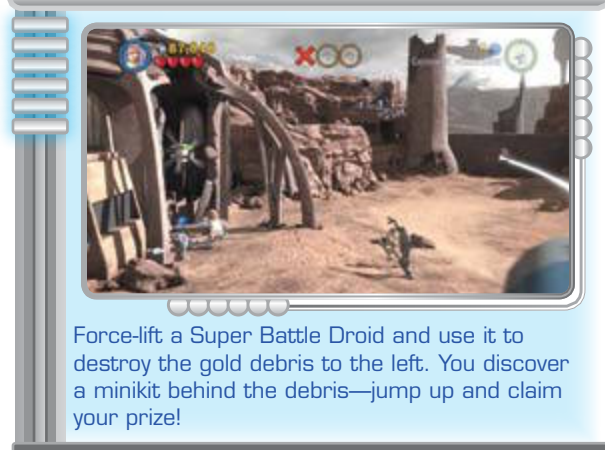 Force-lift a Super Battle Droid and use it to
destroy the gold debris to the left. You discover
a minikit behind the debris—jump up and claim
your prize!